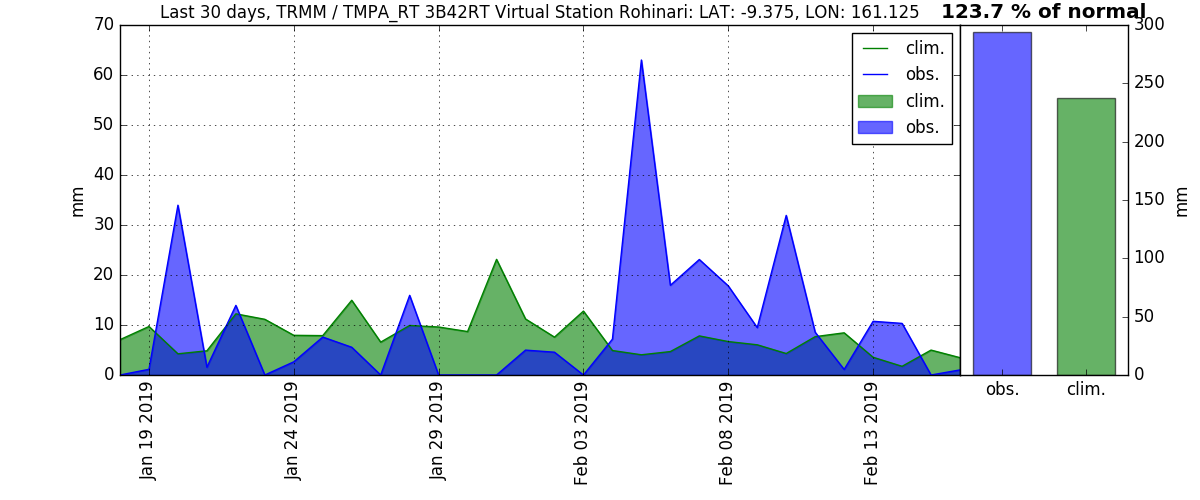 Last 30 days, TRMM / TMPA_RT 3B42RT Virtual Station Rohinari: LAT: -9.375, LON: 161.125
123.7 % of normal
70
60
50
40
30
20
10
0
mm
Jan 19 2019
Jan 24 2019
Jan 29 2019
Feb 03 2019
Feb 08 2019
Feb 13 2019
clim.
obs.
clim.
obs.
300
250
200
150
100
50
0
mm
obs.
clim.